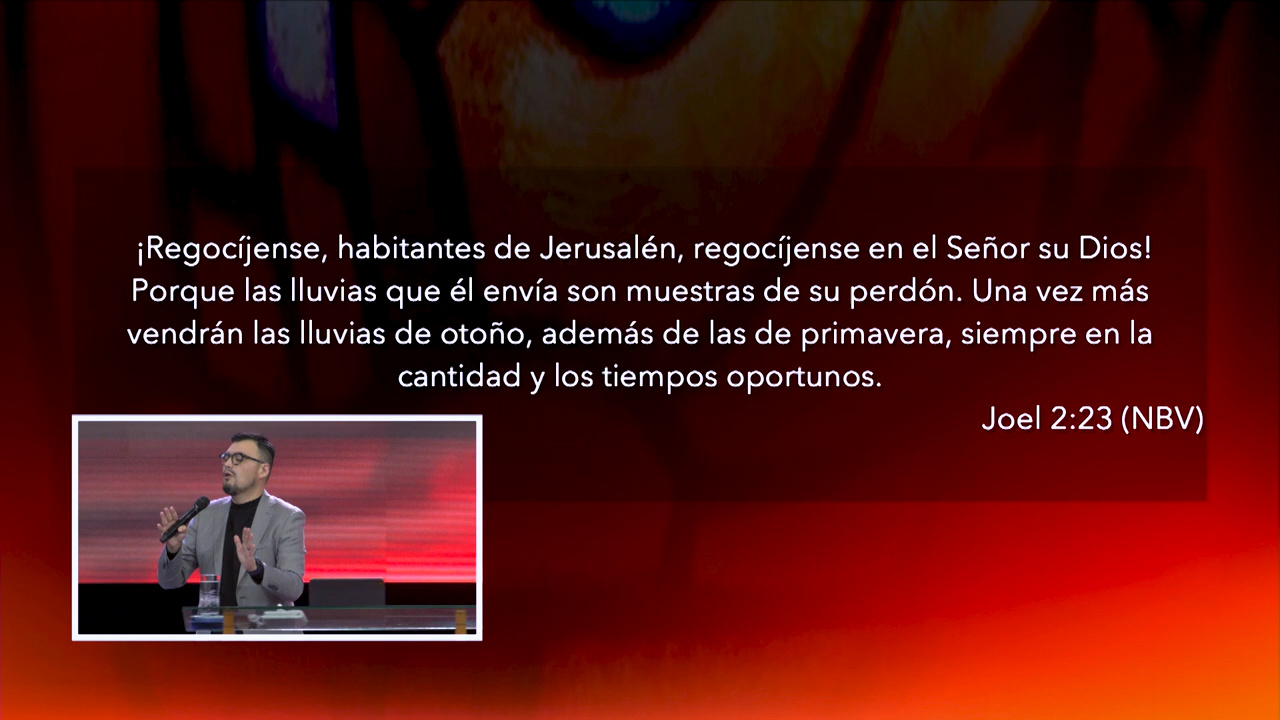 ¡Regocíjense, habitantes de Jerusalén, regocíjense en el Señor su Dios!
Porque las lluvias que él envía son muestras de su perdón. Una vez más
vendrán las lluvias de otoño, además de las de primavera, siempre en la
cantidad y los tiempos oportunos.
Joel 2:23 (NBV)